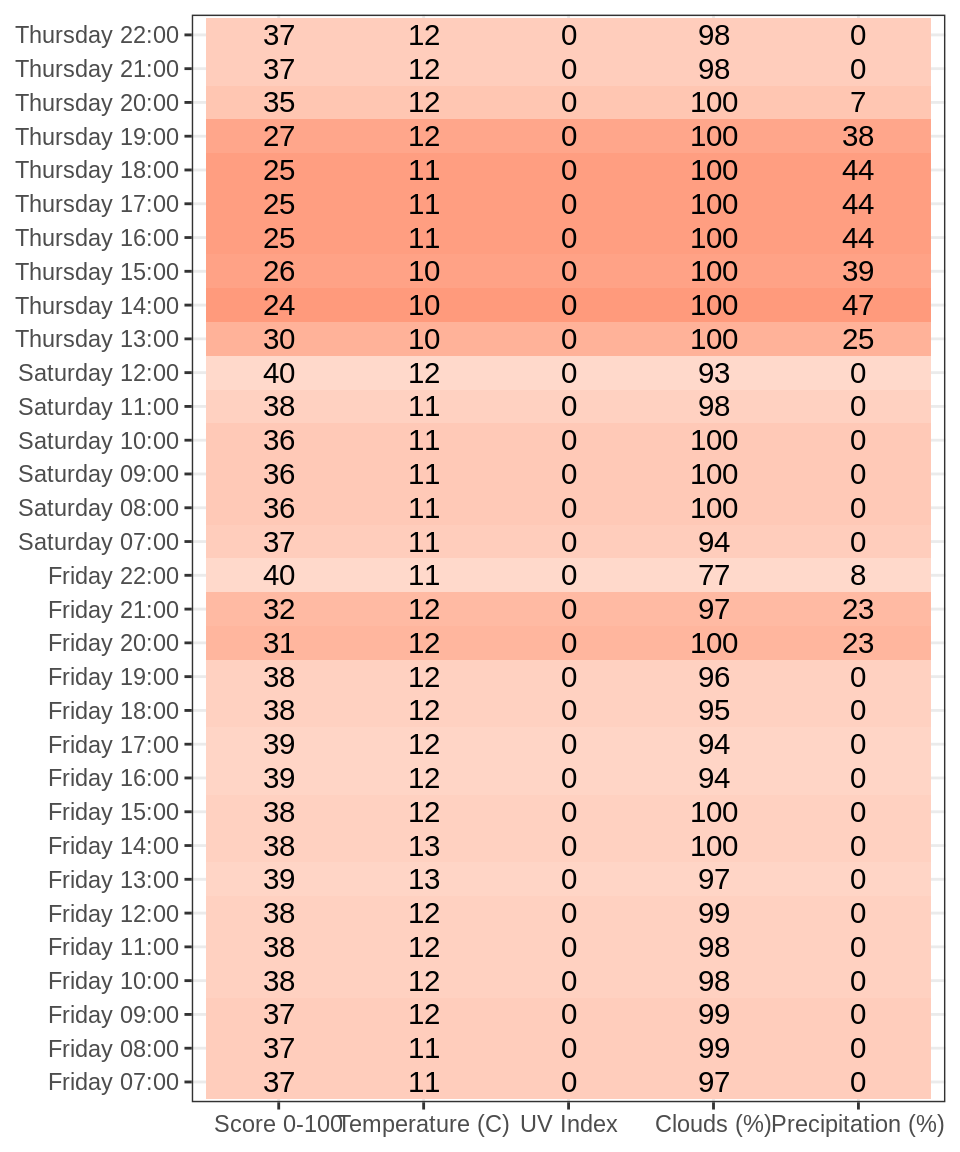 Thursday 22:00 37 12 0 98 0
Thursday 21:00 37 12 0 98 0
Thursday 20:00 35 12 0 100 7
Thursday 19:00 27 12 0 100 38
Thursday 18:00 25 11 0 100 44
Thursday 17:00 25 11 0 100 44
Thursday 16:00 25 11 0 100 44
Thursday 15:00 26 10 0 100 39
Thursday 14:00 24 10 0 100 47
Thursday 13:00 30 10 0 100 25
Saturday 12:00 40 12 0 93 0
Saturday 11:00 38 11 0 98 0
Saturday 10:00 36 11 0 100 0
Saturday 09:00 36 11 0 100 0
Saturday 08:00 36 11 0 100 0
Saturday 07:00 37 11 0 94 0
Friday 22:00 40 11 0 77 8
Friday 21:00 32 12 0 97 23
Friday 20:00 31 12 0 100 23
Friday 19:00 38 12 0 96 0
Friday 18:00 38 12 0 95 0
Friday 17:00 39 12 0 94 0
Friday 16:00 39 12 0 94 0
Friday 15:00 38 12 0 100 0
Friday 14:00 38 13 0 100 0
Friday 13:00 39 13 0 97 0
Friday 12:00 38 12 0 99 0
Friday 11:00 38 12 0 98 0
Friday 10:00 38 12 0 98 0
Friday 09:00 37 12 0 99 0
Friday 08:00 37 11 0 99 0
Friday 07:00 37 11 0 97 0
Score 0-100 Temperature (C) UV Index Clouds (%) Precipitation (%)